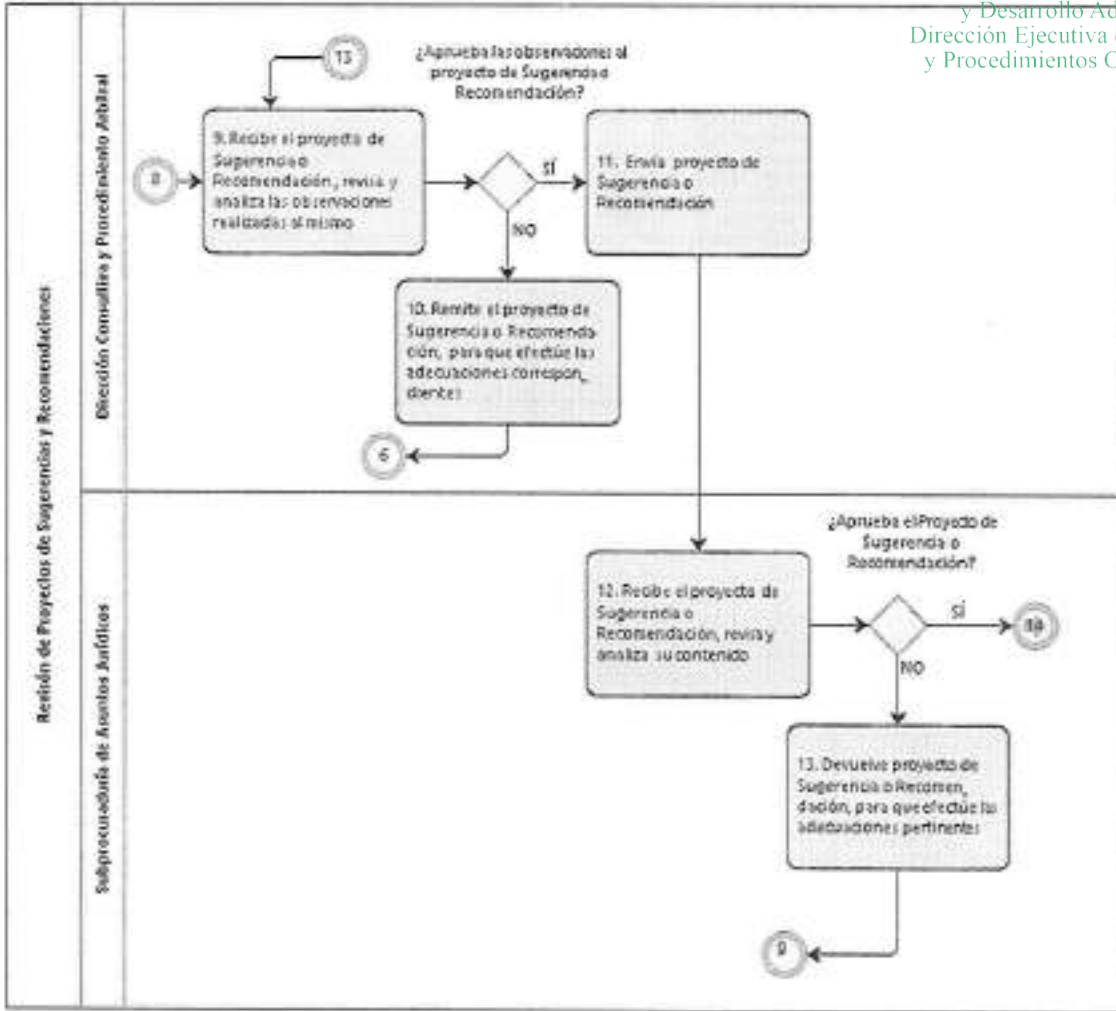 y Desarrollo Ad
Dirección Ejecutiva
y Procedimientos O
Revisión de Proyectos de Sugerencias y Recomendaciones
Dirección Consultiva y Procedimiento Arbitral
13
¿Aprueba las observaciones al
proyecto de Sugerencia o
Recomendación?
8
9. Recibe el proyecto de
Sugerencia o
Recomendación, revisa y
analiza las observaciones
realizadas al mismo
SÍ
NO
11. Envía proyecto de
Sugerencia o
Recomendación
10. Remite el proyecto de
Sugerencia o Recomenda-
ción, para que efectúe las
adecuaciones correspon,
dientes
6
Subprocuraduría de Asuntos Jurídicos
¿Aprueba el Proyecto de
Sugerencia o
Recomendación?
12. Recibe el proyecto de
Sugerencia o
Recomendación, revisa y
analiza su contenido
SÍ
14
NO
13. Devuelve proyecto de
Sugerencia o Recomen,
dación, para que efectúe las
adecuaciones pertinentes
9